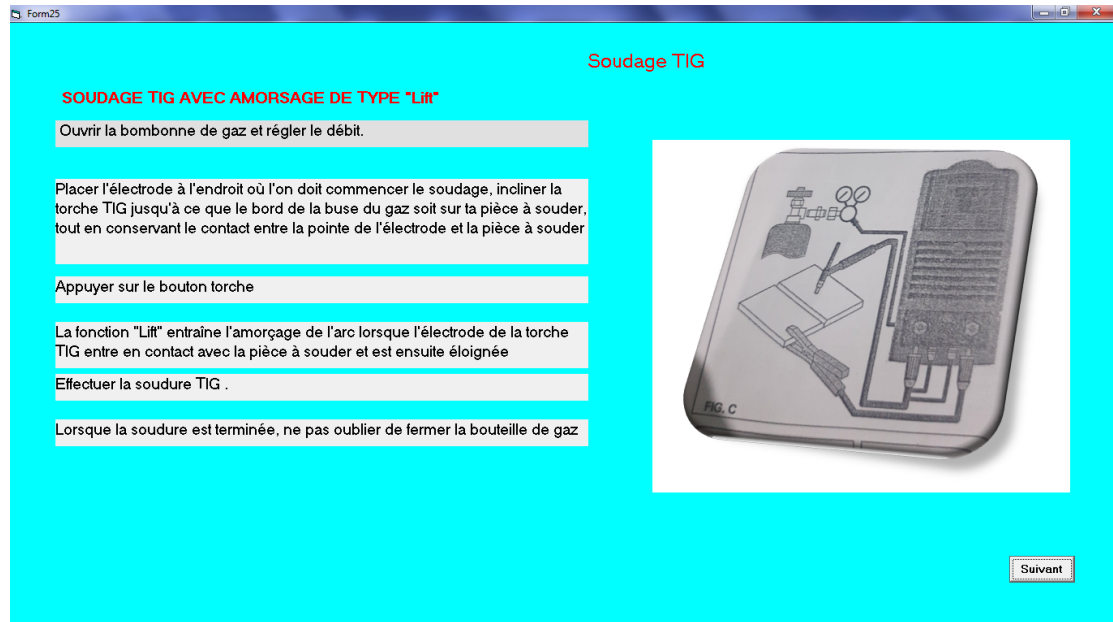 Form25
Soudage TIG
SOUDAGE TIG AVEC AMORSAGE DE TYPE "Lift"
Ouvrir la bombonne de gaz et régler le débit.
Placer l'électrode à l'endroit où l'on doit commencer le soudage, incliner la
torche TIG jusqu'à ce que le bord de la buse du gaz soit sur ta pièce à souder,
tout en conservant le contact entre la pointe de l'électrode et la pièce à souder
Appuyer sur le bouton torche
La fonction "Lift" entraîne l'amorçage de l'arc lorsque l'électrode de la torche
TIG entre en contact avec la pièce à souder et est ensuite éloignée
Effectuer la soudure TIG .
Lorsque la soudure est terminée, ne pas oublier de fermer la bouteille de gaz
FIG. C
Suivant